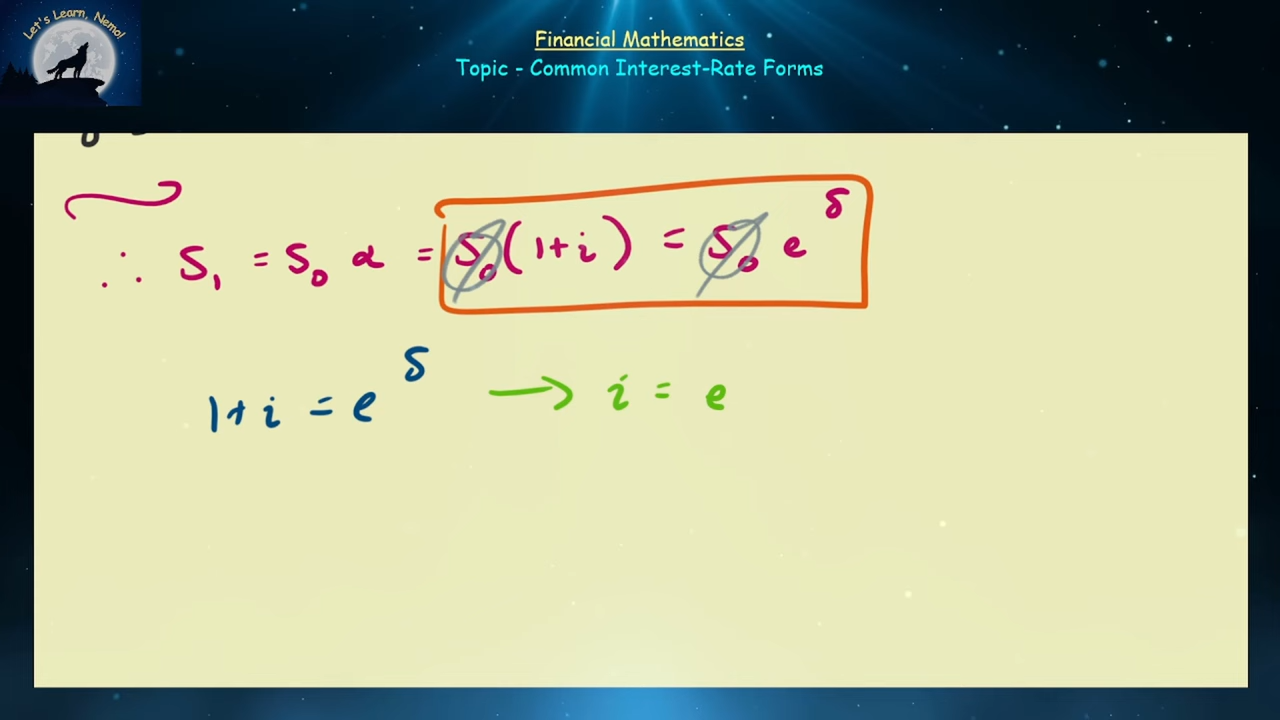 Let's Learn, Nemo!
Financial Mathematics
Topic - Common Interest-Rate Forms
∴ S₁ = S₀ α = S₀(1+i) = S₀ e^δ
1+i = e^δ → i = e